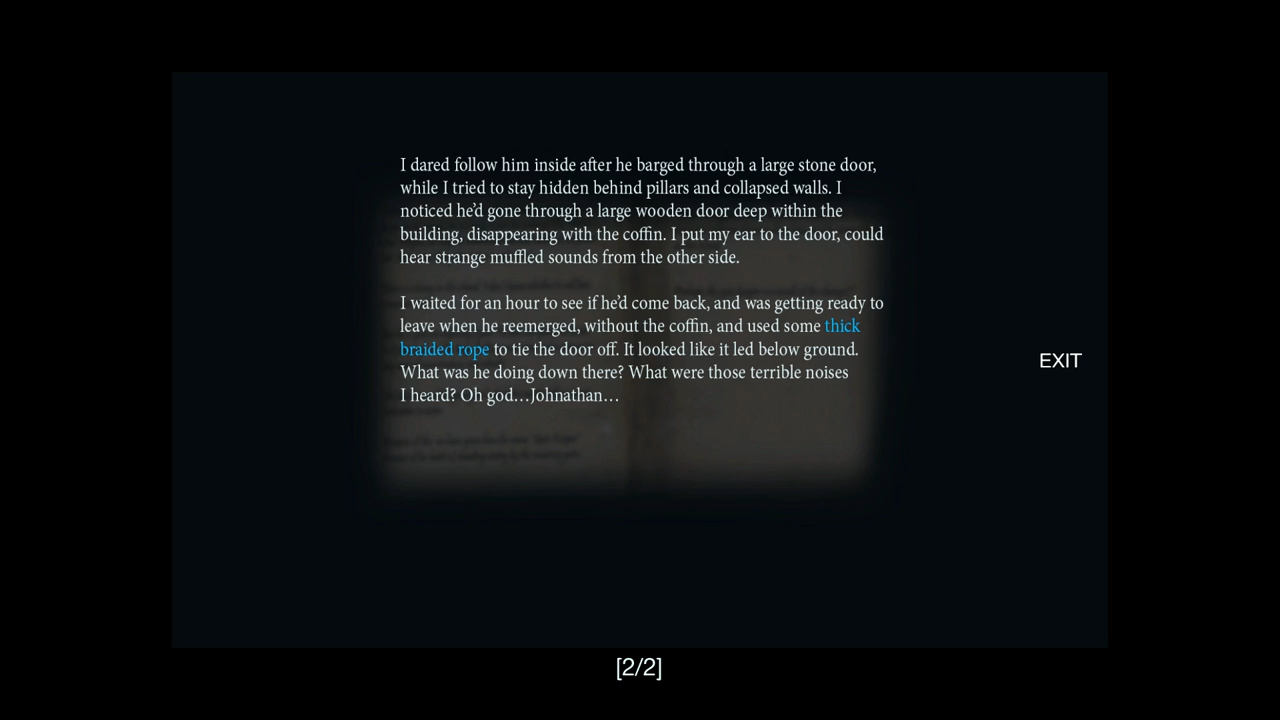 I dared follow him inside after he barged through a large stone door,
while I tried to stay hidden behind pillars and collapsed walls. I
noticed he’d gone through a large wooden door deep within the
building, disappearing with the coffin. I put my ear to the door, could
hear strange muffled sounds from the other side.
I waited for an hour to see if he’d come back, and was getting ready to
leave when he reemerged, without the coffin, and used some thick
braided rope to tie the door off. It looked like it led below ground.
What was he doing down there? What were those terrible noises
I heard? Oh god…Johnathan…
EXIT
[2/2]